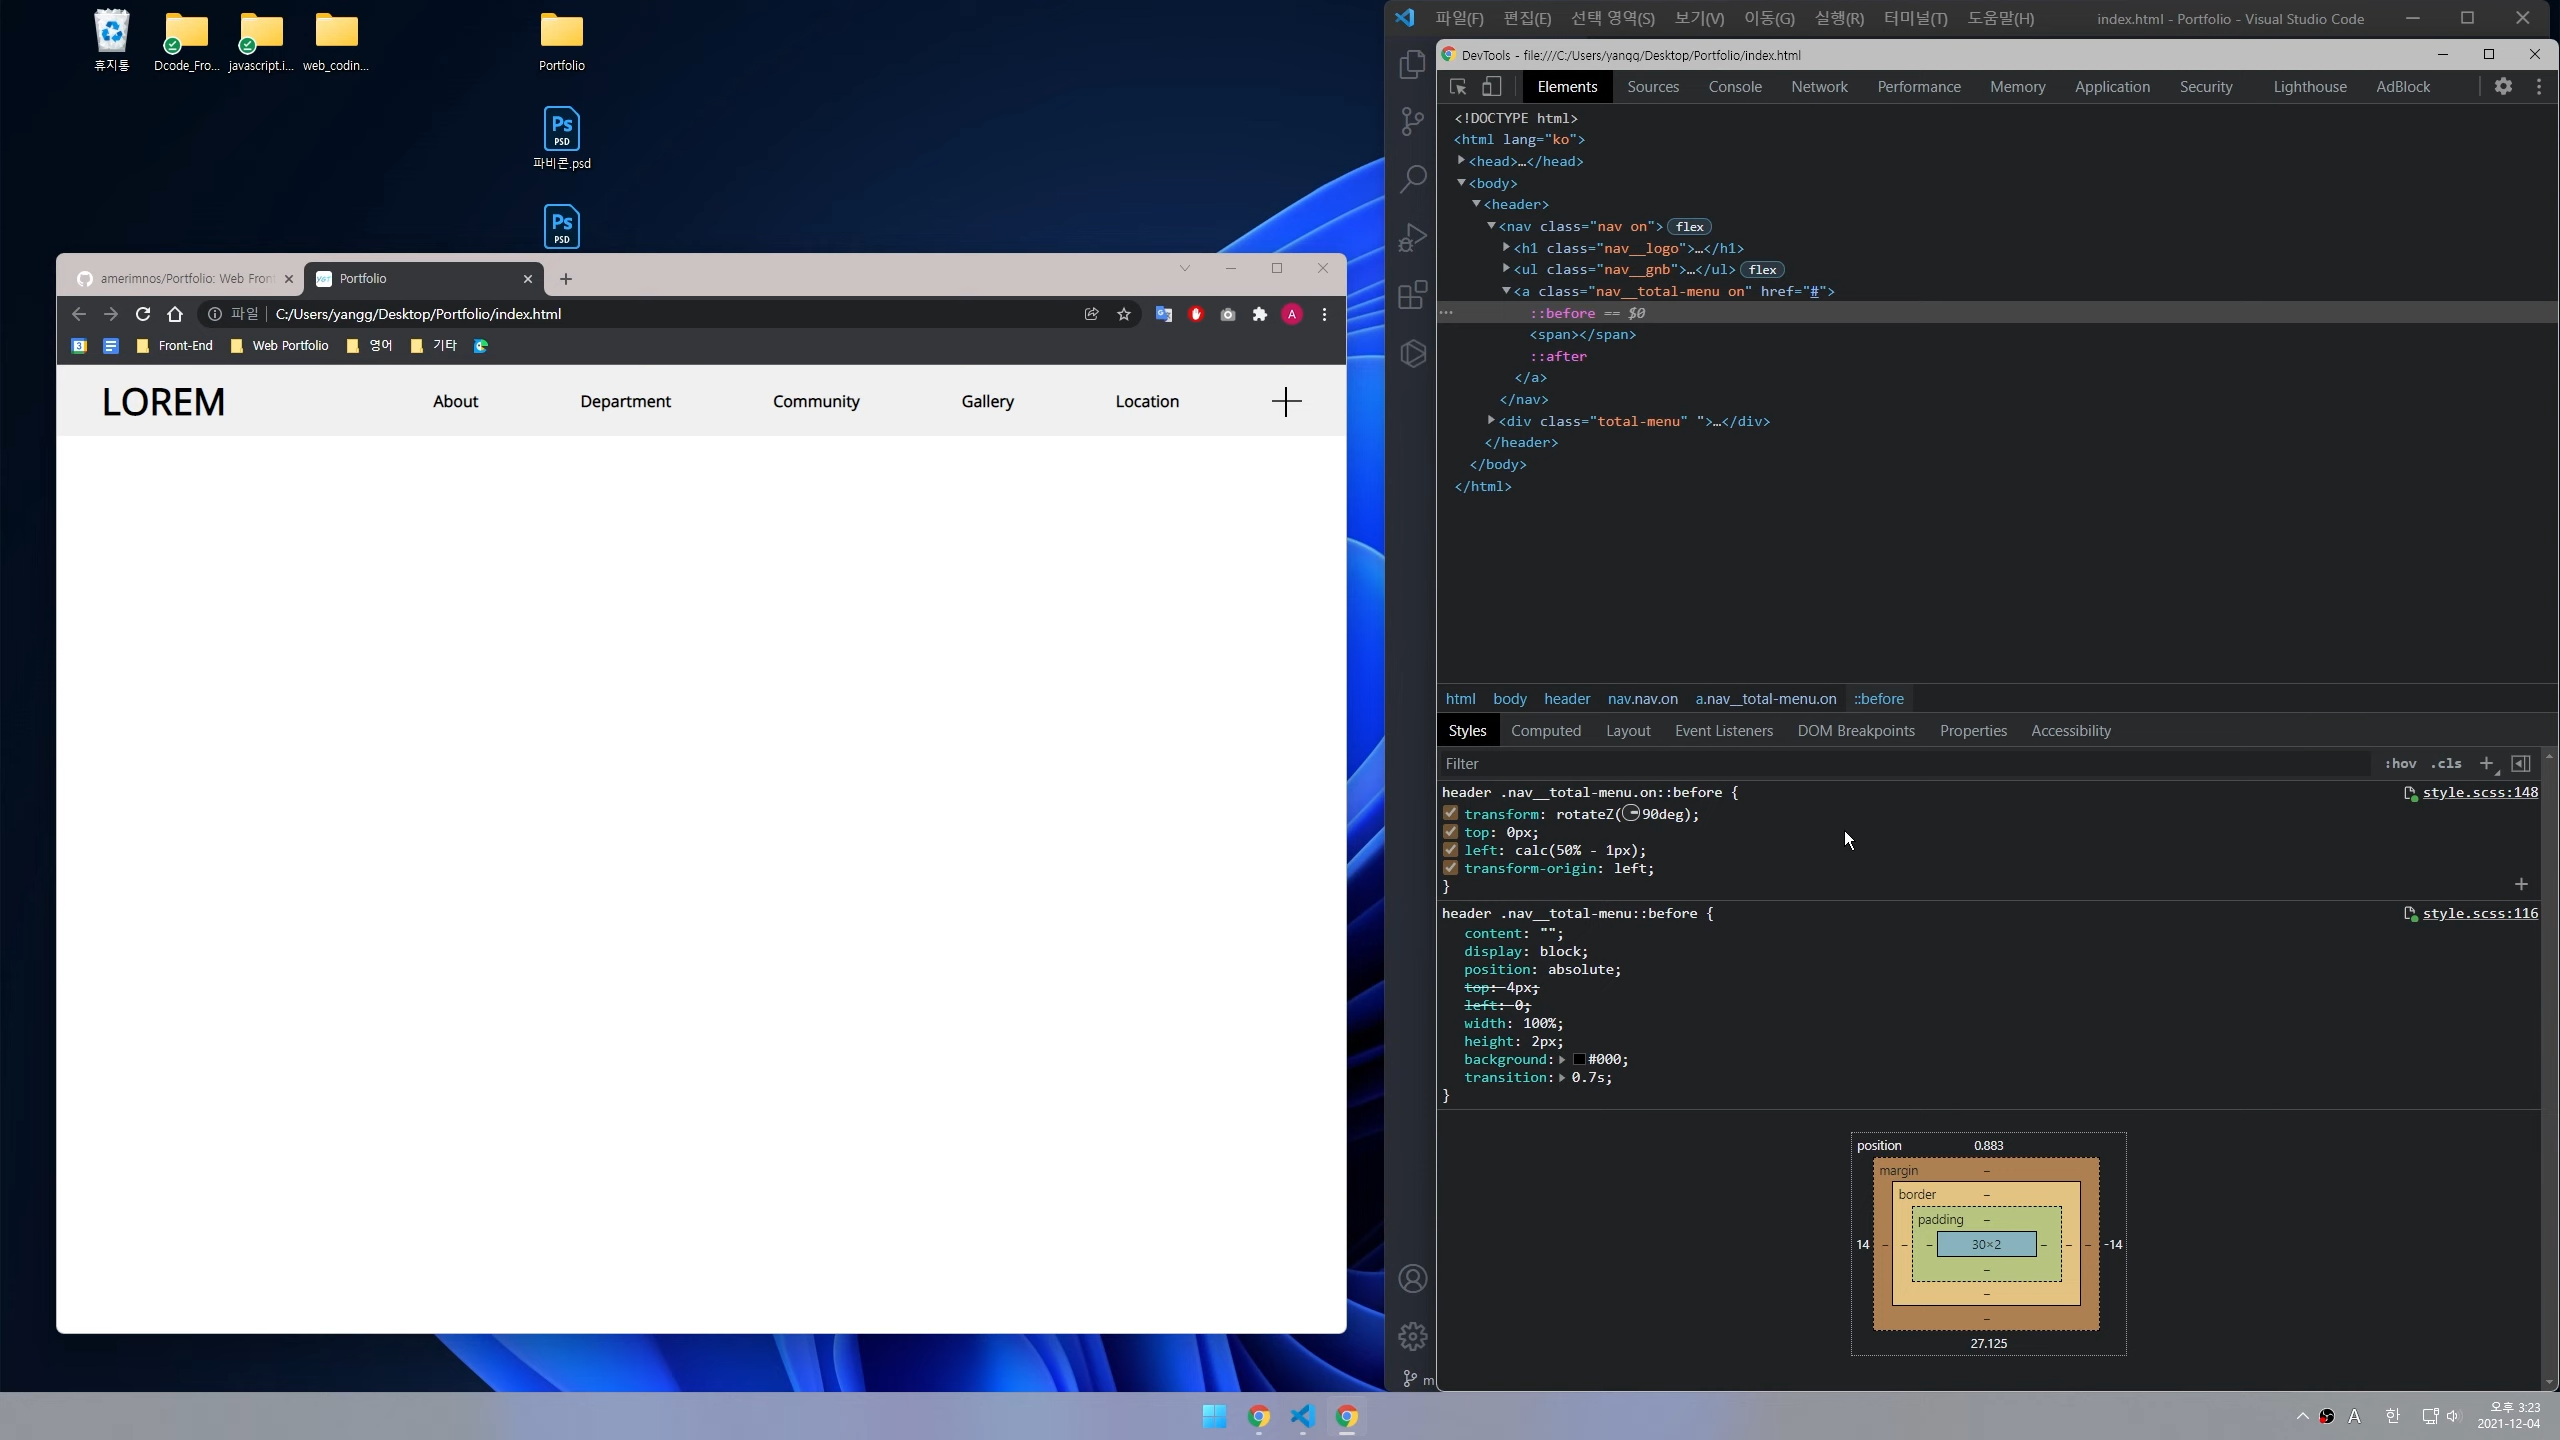 휴지통
Dcode_Fro...
javascript.i...
web_codin...
Portfolio
Ps
PSD
파비콘.psd
Ps
PSD
amerimnos/Portfolio: Web Fron
Portfolio
파일
C:/Users/yangg/Desktop/Portfolio/index.html
A
Front-End
Web Portfolio
영어
기타
LOREM
About
Department
Community
Gallery
Location
파일(F) 편집(E) 선택 영역(S) 보기(V) 이동(G) 실행(R) 터미널(T) 도움말(H)
index.html - Portfolio - Visual Studio Code
DevTools - file:///C:/Users/yangg/Desktop/Portfolio/index.html
Elements Sources Console Network Performance Memory Application Security Lighthouse AdBlock
<!DOCTYPE html>
<html lang="ko">
<head>…</head>
<body>
<header>
<nav class="nav on"> flex
<h1 class="nav__logo">…</h1>
<ul class="nav__gnb">…</ul> flex
<a class="nav__total-menu on" href="#">
::before == $0
<span></span>
::after
</a>
</nav>
<div class="total-menu" ">…</div>
</header>
</body>
</html>
html body header nav.nav.on a.nav__total-menu.on ::before
Styles Computed Layout Event Listeners DOM Breakpoints Properties Accessibility
Filter
:hov .cls
header .nav__total-menu.on::before {
style.scss:148
transform: rotateZ(90deg);
top: 0px;
left: calc(50% - 1px);
transform-origin: left;
}
header .nav__total-menu::before {
style.scss:116
content: "";
display: block;
position: absolute;
top: 4px;
left: 0;
width: 100%;
height: 2px;
background: #000;
transition: 0.7s;
}
position 0.883
margin –
border –
padding –
14 – – – 30×2 – – – -14
–
–
–
27.125
m
A
한
오후 3:23
2021-12-04